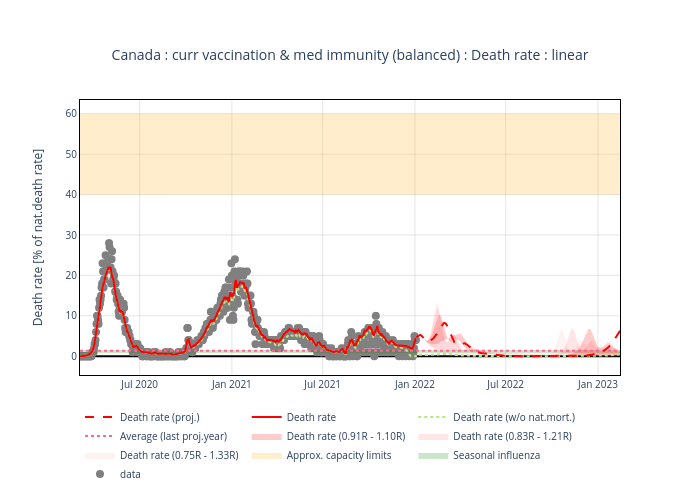 Canada : curr vaccination & med immunity (balanced) : Death rate : linear
Death rate [% of nat.death rate]
60
50
40
30
20
10
0
Jul 2020
Jan 2021
Jul 2021
Jan 2022
Jul 2022
Jan 2023
Death rate (proj.)
Death rate
Death rate (w/o nat.mort.)
Average (last proj.year)
Death rate (0.91R - 1.10R)
Death rate (0.83R - 1.21R)
Death rate (0.75R - 1.33R)
Approx. capacity limits
Seasonal influenza
data